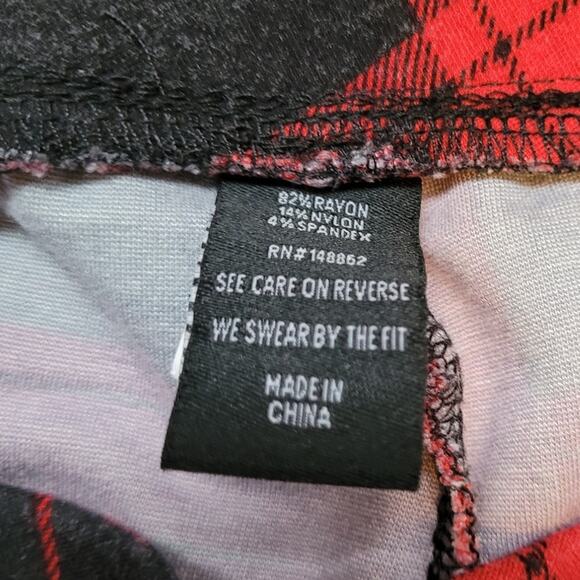 82% RAYON
14% NYLON
4% SPANDEX
RN# 148862
SEE CARE ON REVERSE
WE SWEAR BY THE FIT
MADE IN
CHINA